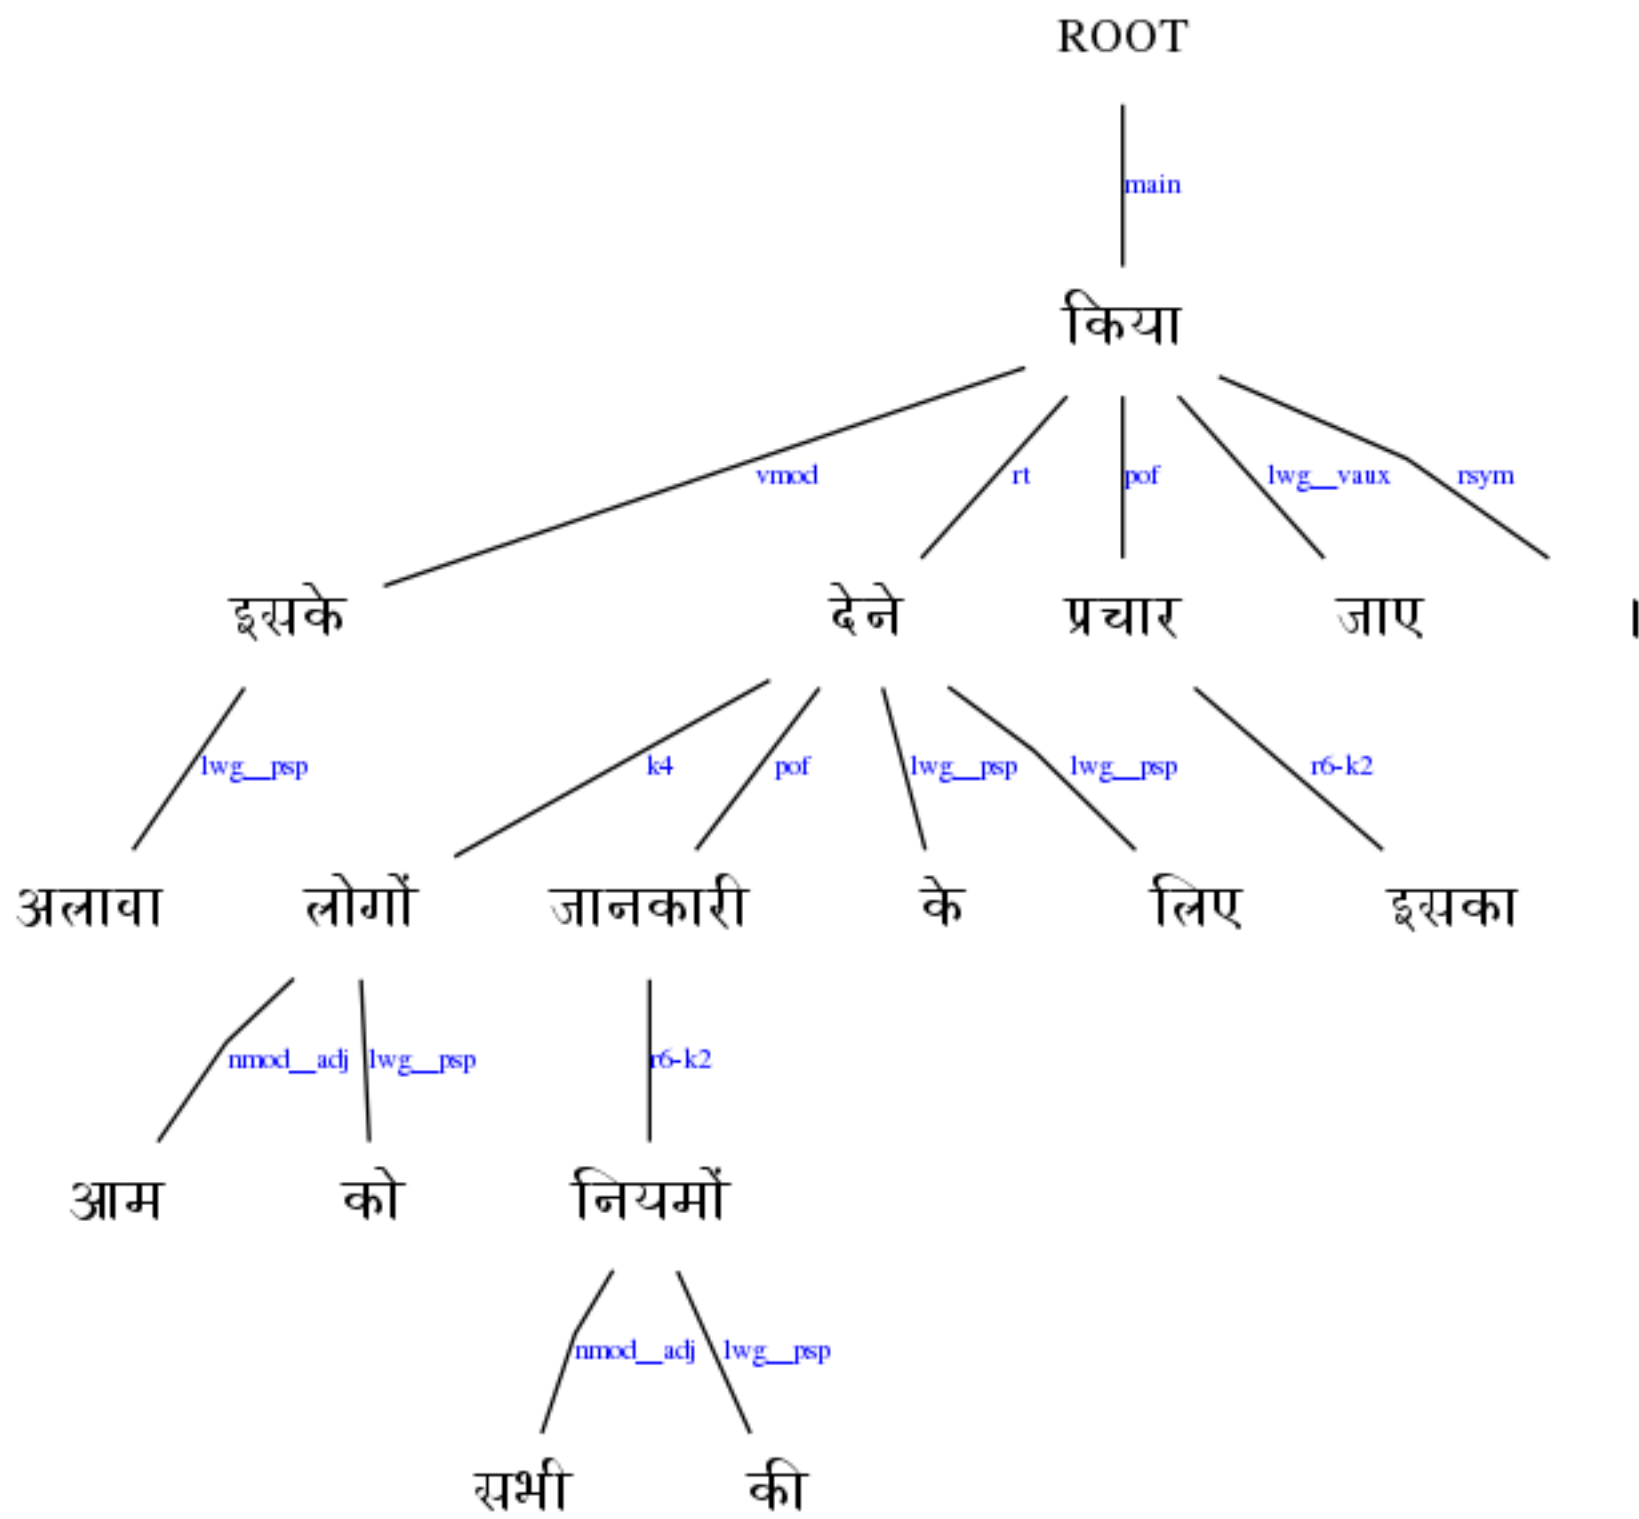 ROOT
main
किया
vmod rt pof lwg__vaux rsym
इसके देने प्रचार जाए ।
lwg__psp k4 pof lwg__psp lwg__psp r6-k2
अलावा लोगों जानकारी के लिए इसका
nmod__adj lwg__psp r6-k2
आम को नियमों
nmod__adj lwg__psp
सभी की